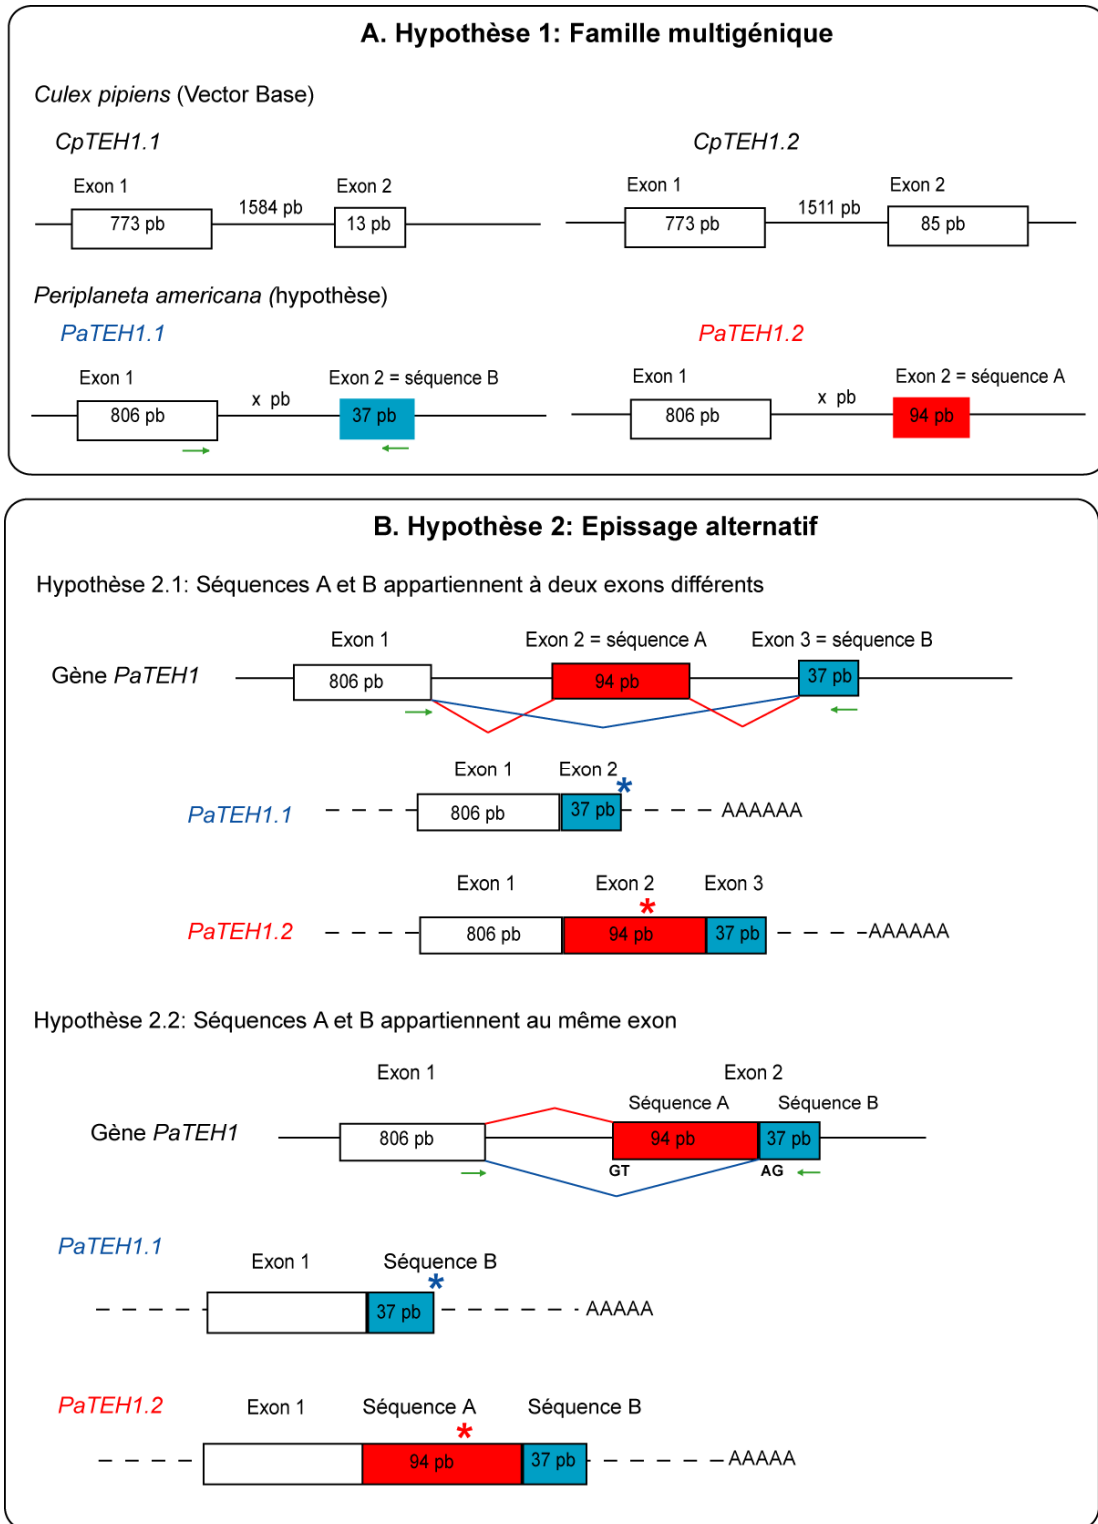 A. Hypothèse 1: Famille multigénique
Culex pipiens (Vector Base)
CpTEH1.1 CpTEH1.2
Exon 1 Exon 2 Exon 1 Exon 2
773 pb 1584 pb 13 pb 773 pb 1511 pb 85 pb
Periplaneta americana (hypothèse)
PaTEH1.1 PaTEH1.2
Exon 1 Exon 2 = séquence B Exon 1 Exon 2 = séquence A
806 pb x pb 37 pb 806 pb x pb 94 pb
B. Hypothèse 2: Epissage alternatif
Hypothèse 2.1: Séquences A et B appartiennent à deux exons différents
Exon 1 Exon 2 = séquence A Exon 3 = séquence B
Gène PaTEH1 806 pb 94 pb 37 pb
Exon 1 Exon 2
*
PaTEH1.1 806 pb 37 pb AAAAAA
Exon 1 Exon 2 Exon 3
*
PaTEH1.2 806 pb 94 pb 37 pb AAAAAA
Hypothèse 2.2: Séquences A et B appartiennent au même exon
Exon 1 Exon 2
Séquence A Séquence B
Gène PaTEH1 806 pb 94 pb 37 pb
GT AG
PaTEH1.1 Exon 1 Séquence B
*
37 pb AAAAA
PaTEH1.2 Exon 1 Séquence A Séquence B
*
94 pb 37 pb AAAAA